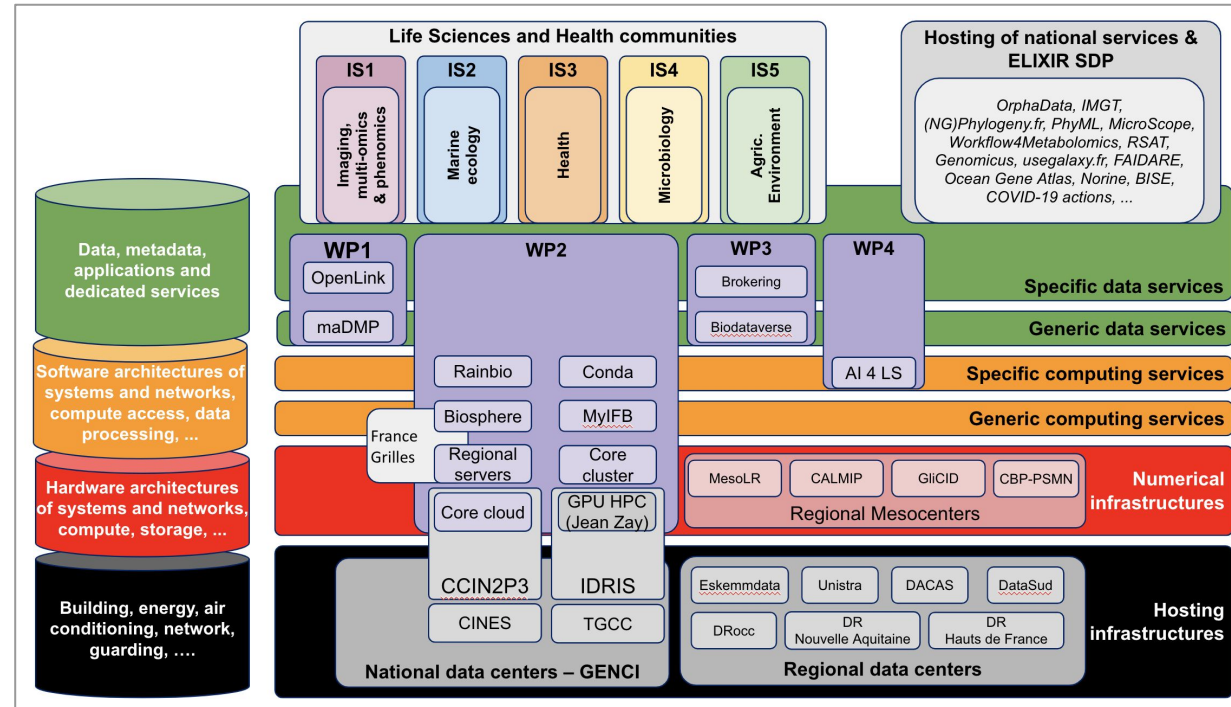 Life Sciences and Health communities
IS1
IS2
IS3
IS4
IS5
Imaging,
multi-omics
& phenomics
Marine
ecology
Health
Microbiology
Agric.
Environment
Hosting of national services &
ELIXIR SDP
OrphaData, IMGT,
(NG)Phylogeny.fr, PhyML, MicroScope,
Workflow4Metabolomics, RSAT,
Genomicus, usegalaxy.fr, FAIDARE,
Ocean Gene Atlas, Norine, BISE,
COVID-19 actions, ...
Data, metadata,
applications and
dedicated services
WP1
OpenLink
maDMP
WP2
WP3
Brokering
Biodataverse
WP4
Specific data services
Generic data services
Software architectures of
systems and networks,
compute access, data
processing, ...
Rainbio
Conda
AI 4 LS
Specific computing services
Biosphere
MyIFB
Generic computing services
France
Grilles
Hardware architectures
of systems and networks,
compute, storage, ...
Regional
servers
Core
cluster
Core cloud
GPU HPC
(Jean Zay)
MesoLR
CALMIP
GliCID
CBP-PSMN
Regional Mesocenters
Numerical
infrastructures
Building, energy, air
conditioning, network,
guarding, ....
CCIN2P3
IDRIS
CINES
TGCC
National data centers – GENCI
Eskemmdata
Unistra
DACAS
DataSud
DRocc
DR
Nouvelle Aquitaine
DR
Hauts de France
Regional data centers
Hosting
infrastructures